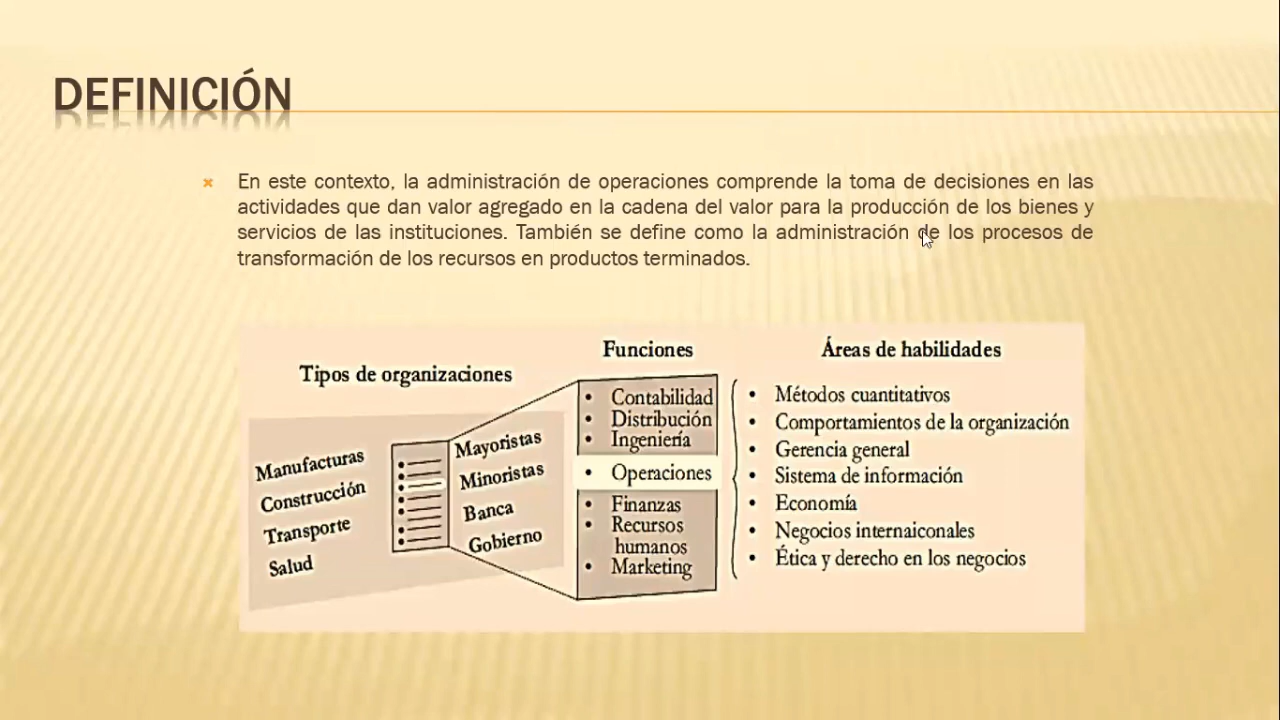 DEFINICIÓN
En este contexto, la administración de operaciones comprende la toma de decisiones en las
actividades que dan valor agregado en la cadena del valor para la producción de los bienes y
servicios de las instituciones. También se define como la administración de los procesos de
transformación de los recursos en productos terminados.
Tipos de organizaciones
Manufacturas
Construcción
Transporte
Salud
Mayoristas
Minoristas
Banca
Gobierno
Funciones
• Contabilidad
• Distribución
• Ingeniería
• Operaciones
• Finanzas
• Recursos
humanos
• Marketing
Áreas de habilidades
• Métodos cuantitativos
• Comportamientos de la organización
• Gerencia general
• Sistema de información
• Economía
• Negocios internaiconales
• Ética y derecho en los negocios